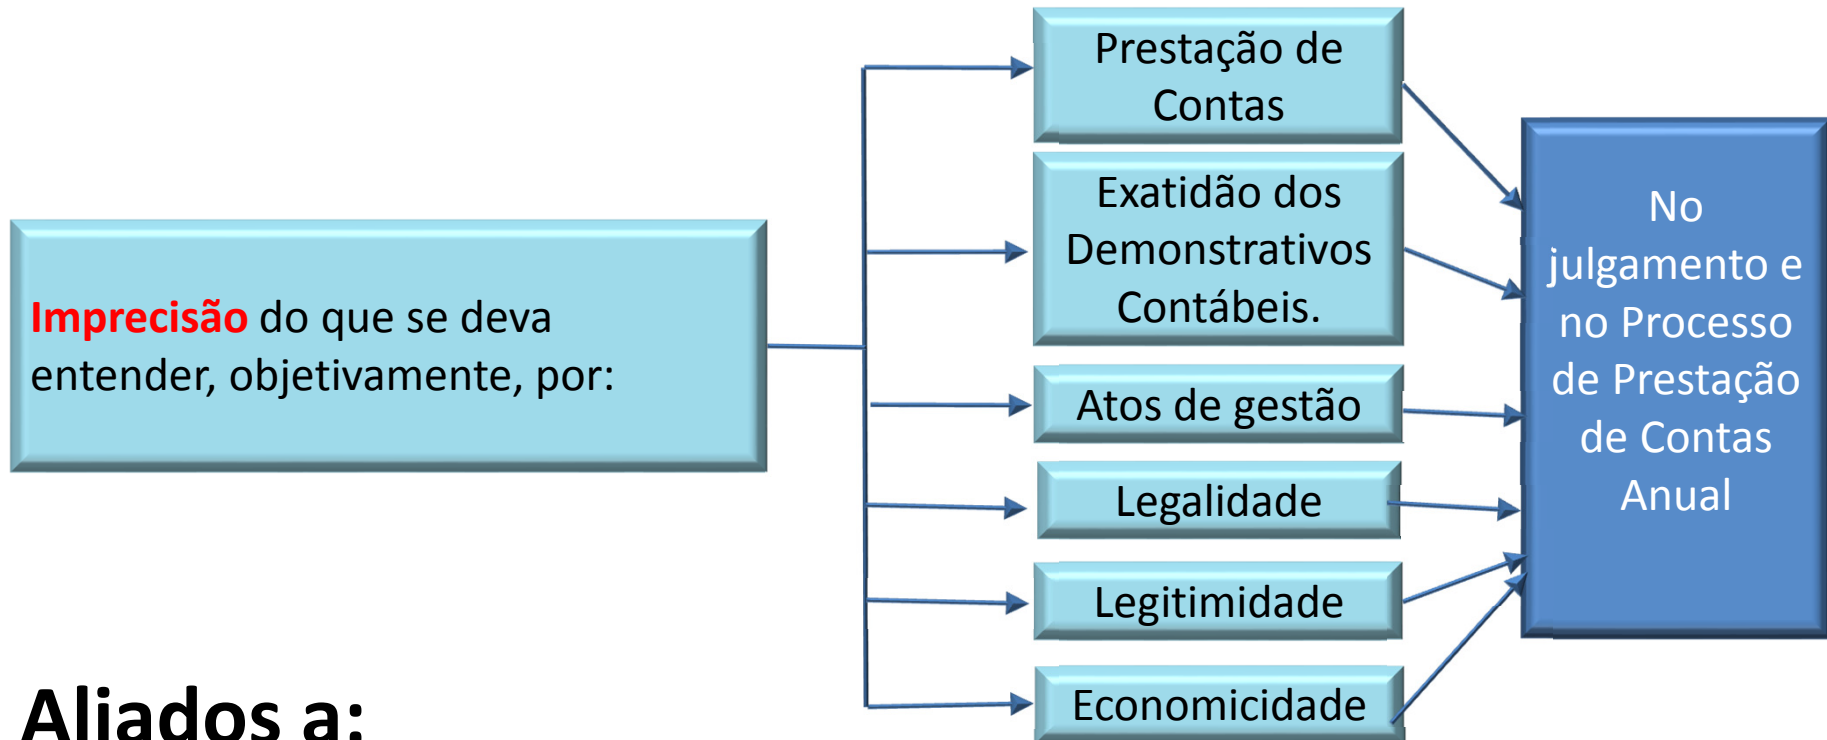 Imprecisão do que se deva
entender, objetivamente, por:
Prestação de
Contas
Exatidão dos
Demonstrativos
Contábeis.
Atos de gestão
Legalidade
Legitimidade
Economicidade
No
julgamento e
no Processo
de Prestação
de Contas
Anual
Aliados a: